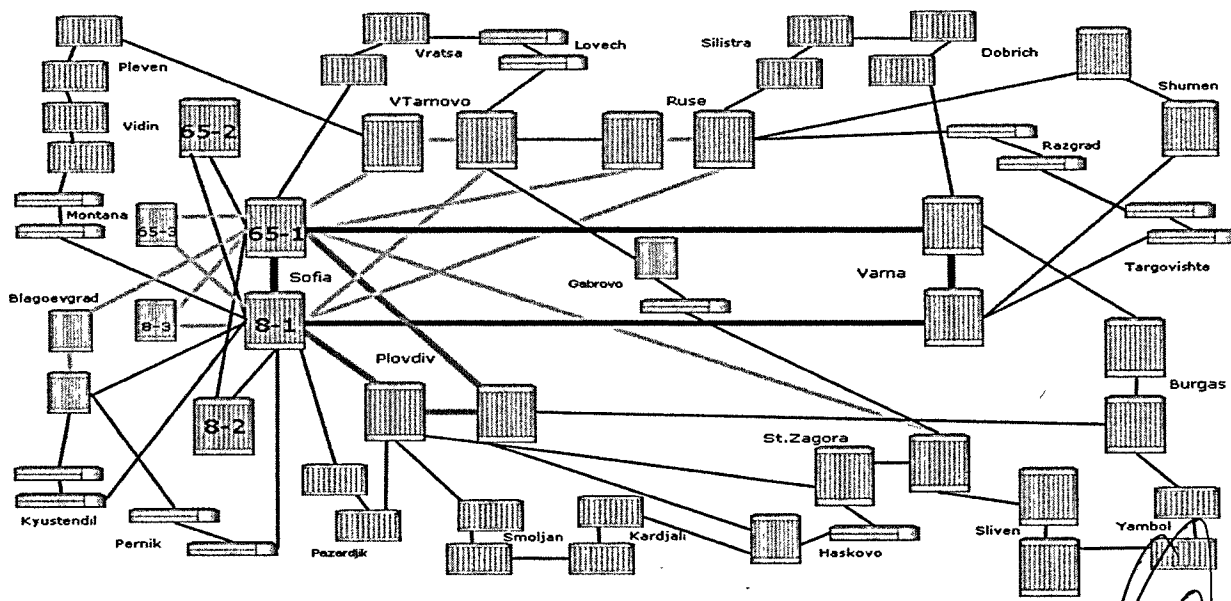 Pleven
Vratsa
Lovech
Silistra
Dobrich
Shumen
Vidin
65-2
VTarnovo
Ruse
Razgrad
Montana
65-3
65-1
Sofia
Gabrovo
Varna
Targovishte
Blagoevgrad
8-3
8-1
Plovdiv
Burgas
8-2
St.Zagora
Kyustendil
Pernik
Pazardjik
Smoljan
Kardjali
Haskovo
Sliven
Yambol